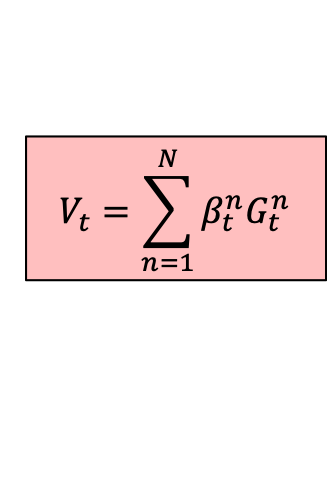 V_t = \sum_{n=1}^{N} \beta_t^n G_t^n